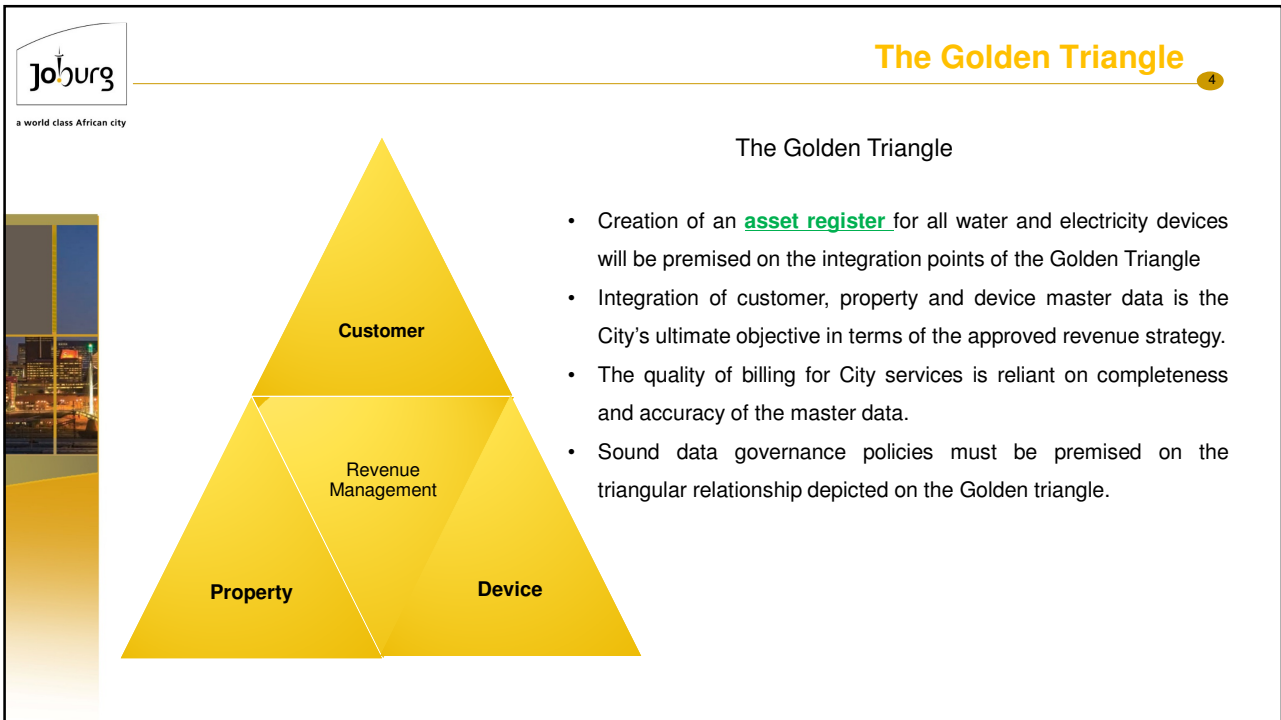 Joburg
a world class African city
The Golden Triangle
4
The Golden Triangle
• Creation of an asset register for all water and electricity devices
will be premised on the integration points of the Golden Triangle
• Integration of customer, property and device master data is the
City’s ultimate objective in terms of the approved revenue strategy.
• The quality of billing for City services is reliant on completeness
and accuracy of the master data.
• Sound data governance policies must be premised on the
triangular relationship depicted on the Golden triangle.
Customer
Revenue
Management
Property
Device